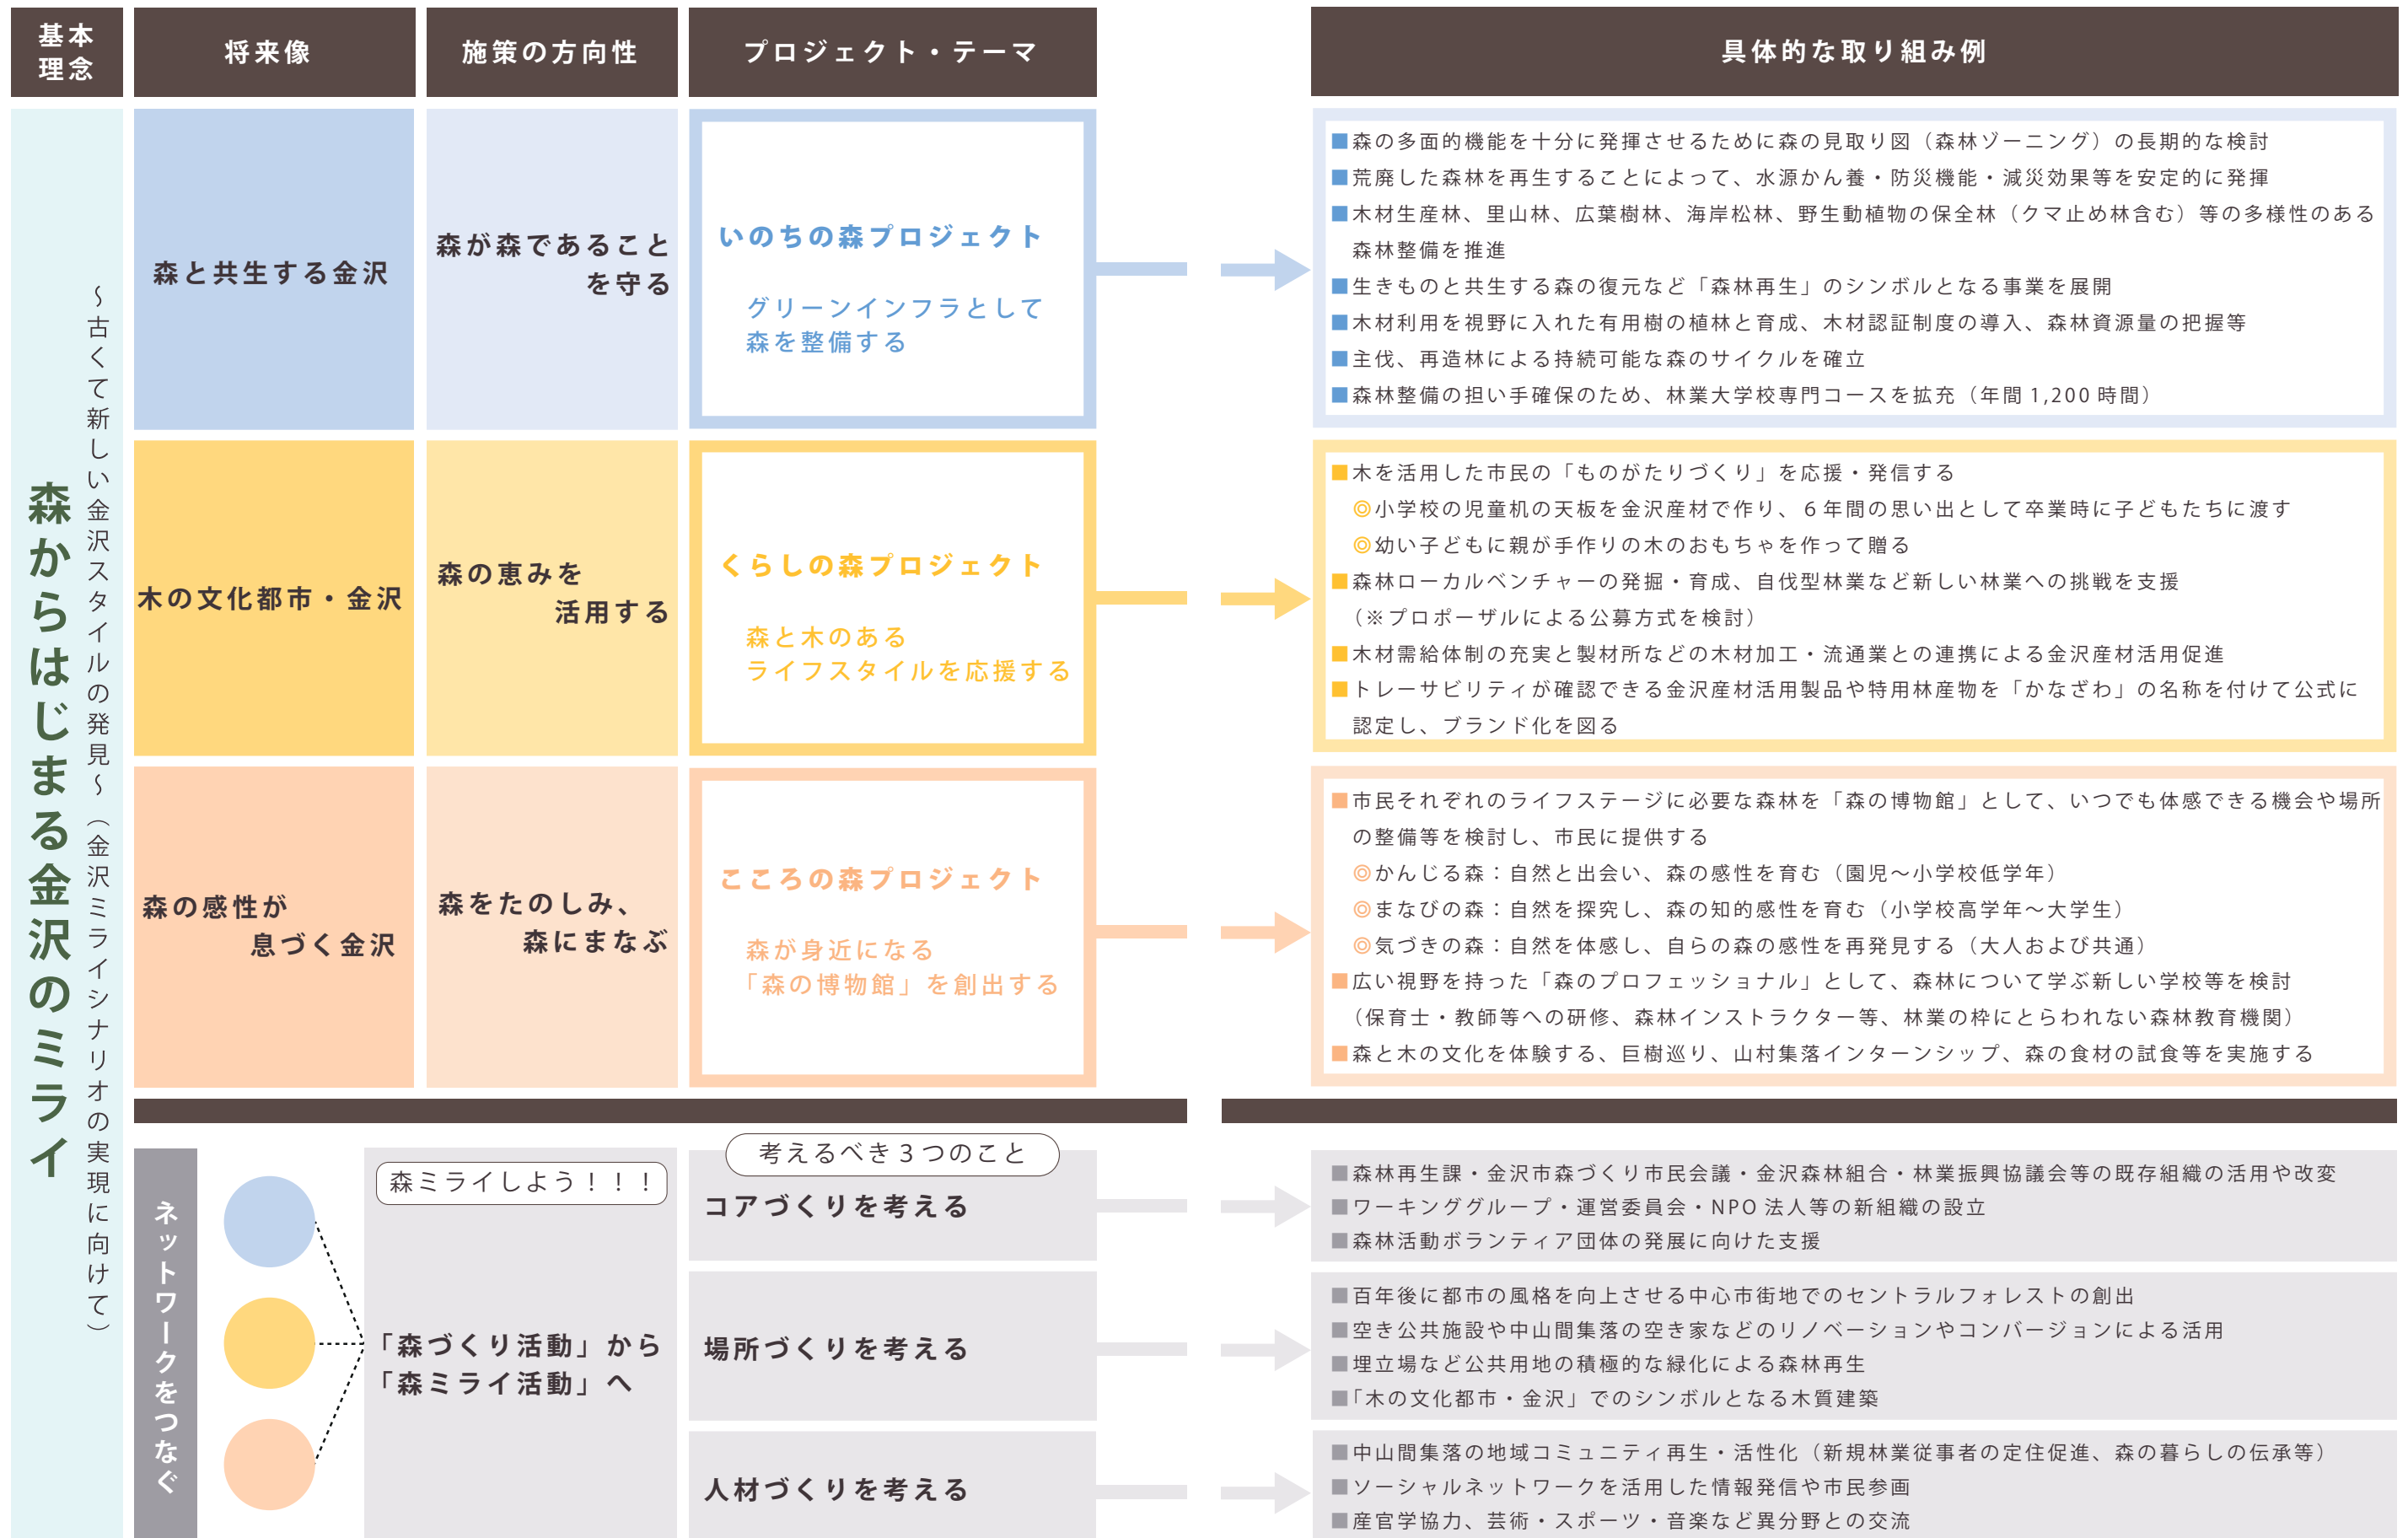 基本
理念
将来像
施策の方向性
プロジェクト・テーマ
具体的な取り組み例
森からはじまる金沢のミライ
～古くて新しい金沢スタイルの発見～（金沢ミライシナリオの実現に向けて）
森と共生する金沢
森が森であること
を守る
いのちの森プロジェクト
グリーンインフラとして
森を整備する
■森の多面的機能を十分に発揮させるために森の見取り図（森林ゾーニング）の長期的な検討
■荒廃した森林を再生することによって、水源かん養・防災機能・減災効果等を安定的に発揮
■木材生産林、里山林、広葉樹林、海岸松林、野生動植物の保全林（クマ止め林含む）等の多様性のある
森林整備を推進
■生きものと共生する森の復元など「森林再生」のシンボルとなる事業を展開
■木材利用を視野に入れた有用樹の植林と育成、木材認証制度の導入、森林資源量の把握等
■主伐、再造林による持続可能な森のサイクルを確立
■森林整備の担い手確保のため、林業大学校専門コースを拡充（年間 1,200 時間）
木の文化都市・金沢
森の恵みを
活用する
くらしの森プロジェクト
森と木のある
ライフスタイルを応援する
■木を活用した市民の「ものがたりづくり」を応援・発信する
◎小学校の児童机の天板を金沢産材で作り、６年間の思い出として卒業時に子どもたちに渡す
◎幼い子どもに親が手作りの木のおもちゃを作って贈る
■森林ローカルベンチャーの発掘・育成、自伐型林業など新しい林業への挑戦を支援
（※プロポーザルによる公募方式を検討）
■木材需給体制の充実と製材所などの木材加工・流通業との連携による金沢産材活用促進
■トレーサビリティが確認できる金沢産材活用製品や特用林産物を「かなざわ」の名称を付けて公式に
認定し、ブランド化を図る
森の感性が
息づく金沢
森をたのしみ、
森にまなぶ
こころの森プロジェクト
森が身近になる
「森の博物館」を創出する
■市民それぞれのライフステージに必要な森林を「森の博物館」として、いつでも体感できる機会や場所
の整備等を検討し、市民に提供する
◎かんじる森：自然と出会い、森の感性を育む（園児～小学校低学年）
◎まなびの森：自然を探究し、森の知的感性を育む（小学校高学年～大学生）
◎気づきの森：自然を体感し、自らの森の感性を再発見する（大人および共通）
■広い視野を持った「森のプロフェッショナル」として、森林について学ぶ新しい学校等を検討
（保育士・教師等への研修、森林インストラクター等、林業の枠にとらわれない森林教育機関）
■森と木の文化を体験する、巨樹巡り、山村集落インターンシップ、森の食材の試食等を実施する
ネットワークをつなぐ
森ミライしよう！！！
「森づくり活動」から
「森ミライ活動」へ
考えるべき３つのこと
コアづくりを考える
■森林再生課・金沢市森づくり市民会議・金沢森林組合・林業振興協議会等の既存組織の活用や改変
■ワーキンググループ・運営委員会・NPO 法人等の新組織の設立
■森林活動ボランティア団体の発展に向けた支援
場所づくりを考える
■百年後に都市の風格を向上させる中心市街地でのセントラルフォレストの創出
■空き公共施設や中山間集落の空き家などのリノベーションやコンバージョンによる活用
■埋立場など公共用地の積極的な緑化による森林再生
■「木の文化都市・金沢」でのシンボルとなる木質建築
人材づくりを考える
■中山間集落の地域コミュニティ再生・活性化（新規林業従事者の定住促進、森の暮らしの伝承等）
■ソーシャルネットワークを活用した情報発信や市民参画
■産官学協力、芸術・スポーツ・音楽など異分野との交流